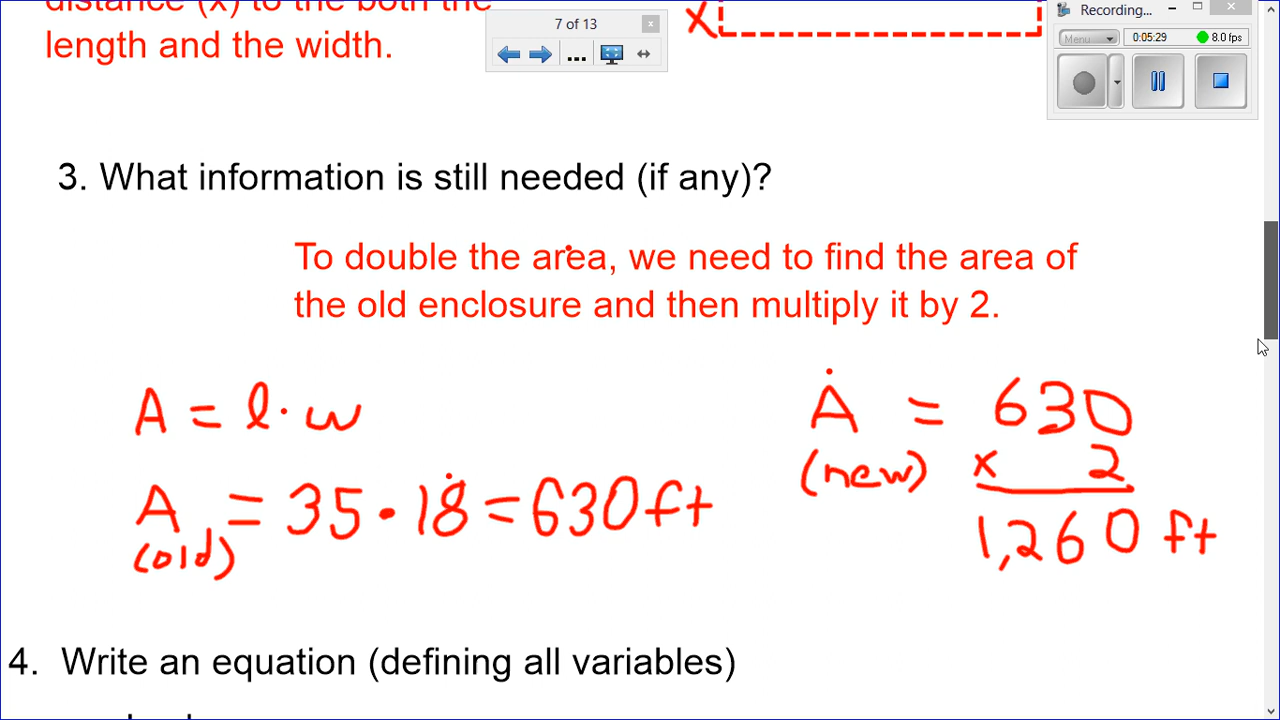 distance (x) to the both the
length and the width.
x
7 of 13
...
Recording...
Menu
0:05:29
8.0 fps
3. What information is still needed (if any)?
To double the area, we need to find the area of
the old enclosure and then multiply it by 2.
A = l · w
A (old) = 35 · 18 = 630 ft
A (new) = 630
x 2
1,260 ft
4. Write an equation (defining all variables)